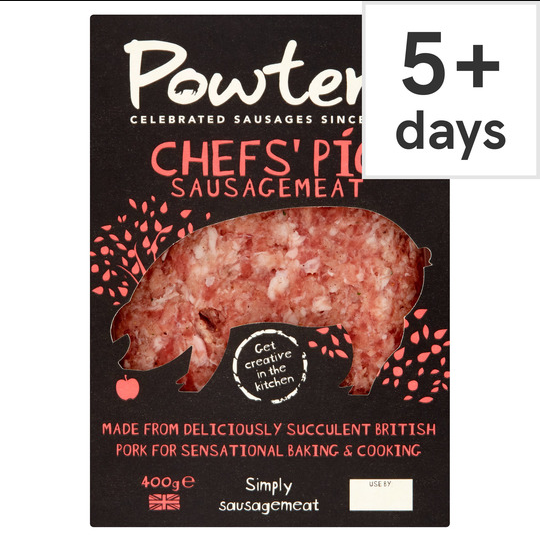 Powter
CELEBRATED SAUSAGES SINCE
5+
days
CHEFS' PIG
SAUSAGEMEAT
Get
creative
in the
kitchen
MADE FROM DELICIOUSLY SUCCULENT BRITISH
PORK FOR SENSATIONAL BAKING & COOKING
400g e
Simply
sausagemeat
USE BY